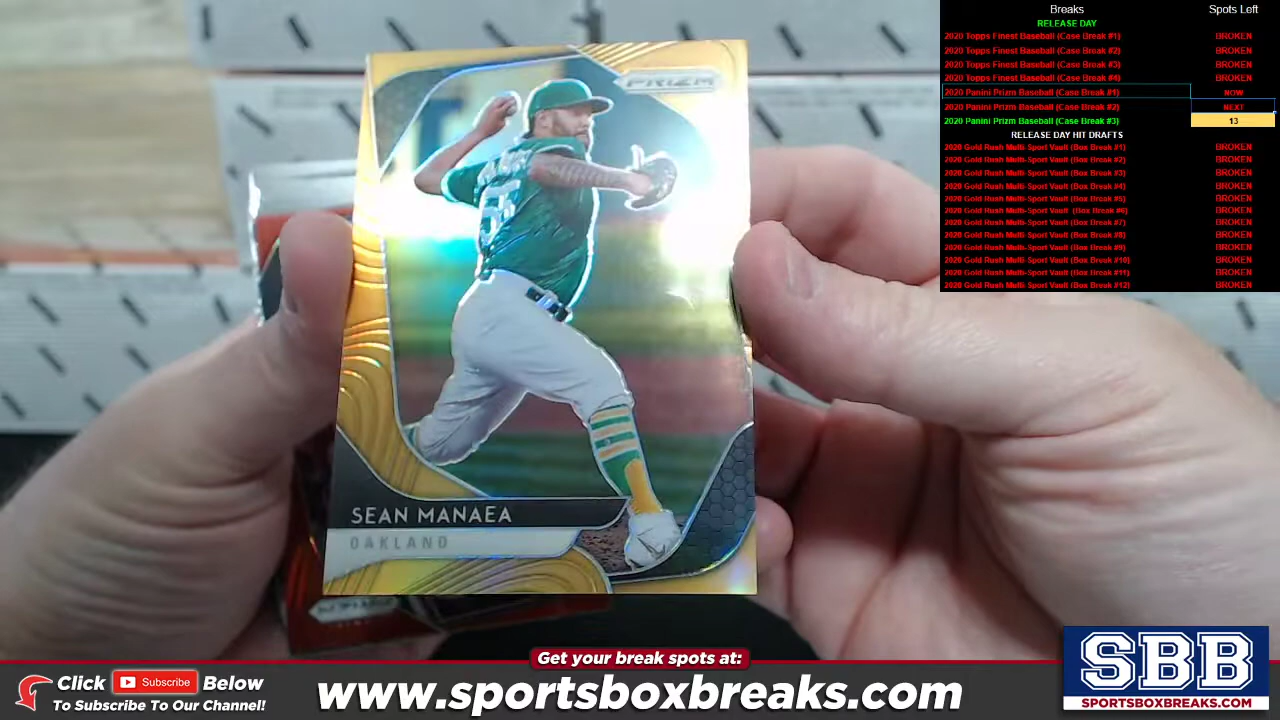 Breaks Spots Left
RELEASE DAY
2020 Topps Finest Baseball (Case Break #1) BROKEN
2020 Topps Finest Baseball (Case Break #2) BROKEN
2020 Topps Finest Baseball (Case Break #3) BROKEN
2020 Topps Finest Baseball (Case Break #4) BROKEN
2020 Panini Prizm Baseball (Case Break #1) NOW
2020 Panini Prizm Baseball (Case Break #2) NEXT
2020 Panini Prizm Baseball (Case Break #3) 13
RELEASE DAY HIT DRAFTS
2020 Gold Rush Multi-Sport Vault (Box Break #1) BROKEN
2020 Gold Rush Multi-Sport Vault (Box Break #2) BROKEN
2020 Gold Rush Multi-Sport Vault (Box Break #3) BROKEN
2020 Gold Rush Multi-Sport Vault (Box Break #4) BROKEN
2020 Gold Rush Multi-Sport Vault (Box Break #5) BROKEN
2020 Gold Rush Multi-Sport Vault (Box Break #6) BROKEN
2020 Gold Rush Multi-Sport Vault (Box Break #7) BROKEN
2020 Gold Rush Multi-Sport Vault (Box Break #8) BROKEN
2020 Gold Rush Multi-Sport Vault (Box Break #9) BROKEN
2020 Gold Rush Multi-Sport Vault (Box Break #10) BROKEN
2020 Gold Rush Multi-Sport Vault (Box Break #11) BROKEN
2020 Gold Rush Multi-Sport Vault (Box Break #12) BROKEN
PRIZM
SEAN MANAEA
OAKLAND
Get your break spots at:
Click Subscribe Below
To Subscribe To Our Channel!
www.sportsboxbreaks.com
SBB
SPORTSBOXBREAKS.COM